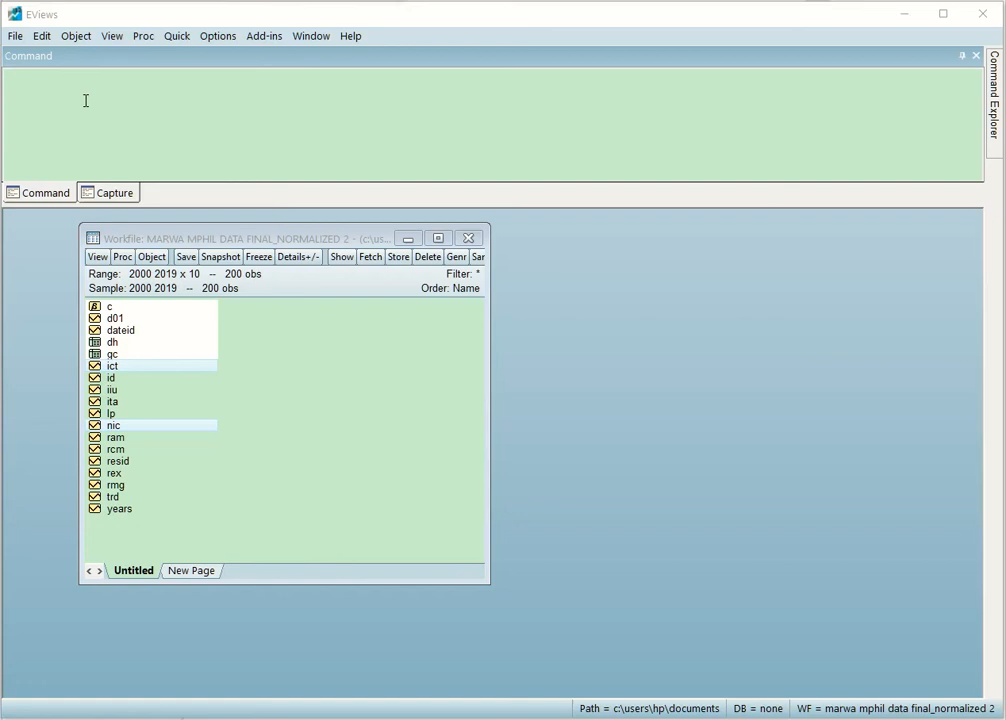 EViews
File Edit Object View Proc Quick Options Add-ins Window Help
Command
Command Explorer
Command Capture
Workfile: MARWA MPHIL DATA FINAL_NORMALIZED 2 - (c:\us...
View Proc Object Save Snapshot Freeze Details+/- Show Fetch Store Delete Genr Sar
Range: 2000 2019 x 10 -- 200 obs Filter: *
Sample: 2000 2019 -- 200 obs Order: Name
c
d01
dateid
dh
gc
ict
id
iiu
ita
lp
nic
ram
rcm
resid
rex
rmg
trd
years
< > Untitled New Page
Path = c:\users\hp\documents DB = none WF = marwa mphil data final_normalized 2